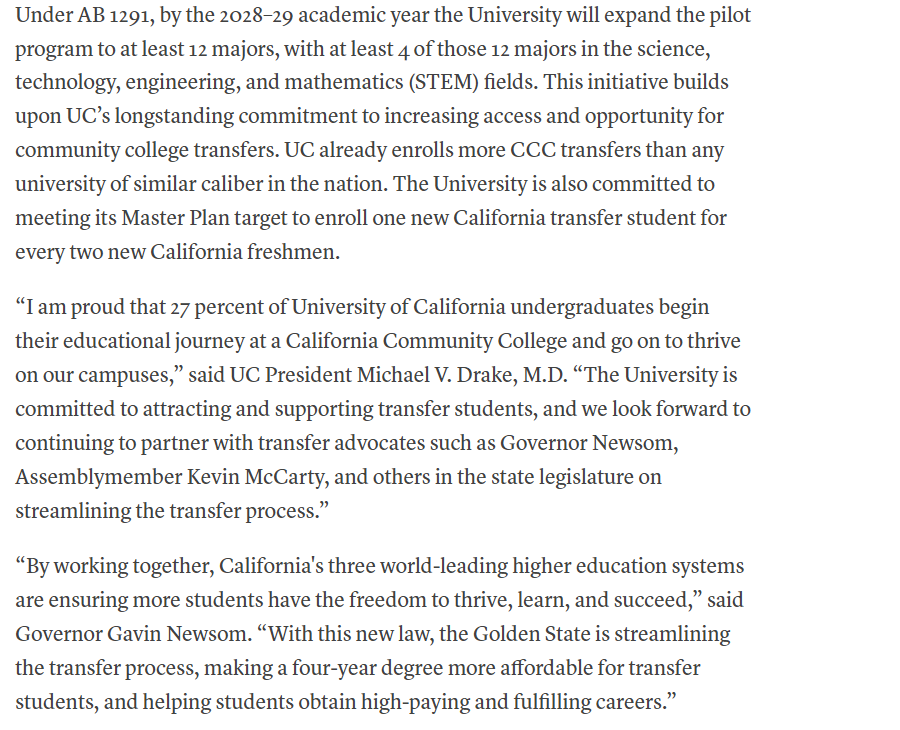 Under AB 1291, by the 2028–29 academic year the University will expand the pilot
program to at least 12 majors, with at least 4 of those 12 majors in the science,
technology, engineering, and mathematics (STEM) fields. This initiative builds
upon UC’s longstanding commitment to increasing access and opportunity for
community college transfers. UC already enrolls more CCC transfers than any
university of similar caliber in the nation. The University is also committed to
meeting its Master Plan target to enroll one new California transfer student for
every two new California freshmen.
“I am proud that 27 percent of University of California undergraduates begin
their educational journey at a California Community College and go on to thrive
on our campuses,” said UC President Michael V. Drake, M.D. “The University is
committed to attracting and supporting transfer students, and we look forward to
continuing to partner with transfer advocates such as Governor Newsom,
Assemblymember Kevin McCarty, and others in the state legislature on
streamlining the transfer process.”
“By working together, California's three world-leading higher education systems
are ensuring more students have the freedom to thrive, learn, and succeed,” said
Governor Gavin Newsom. “With this new law, the Golden State is streamlining
the transfer process, making a four-year degree more affordable for transfer
students, and helping students obtain high-paying and fulfilling careers.”